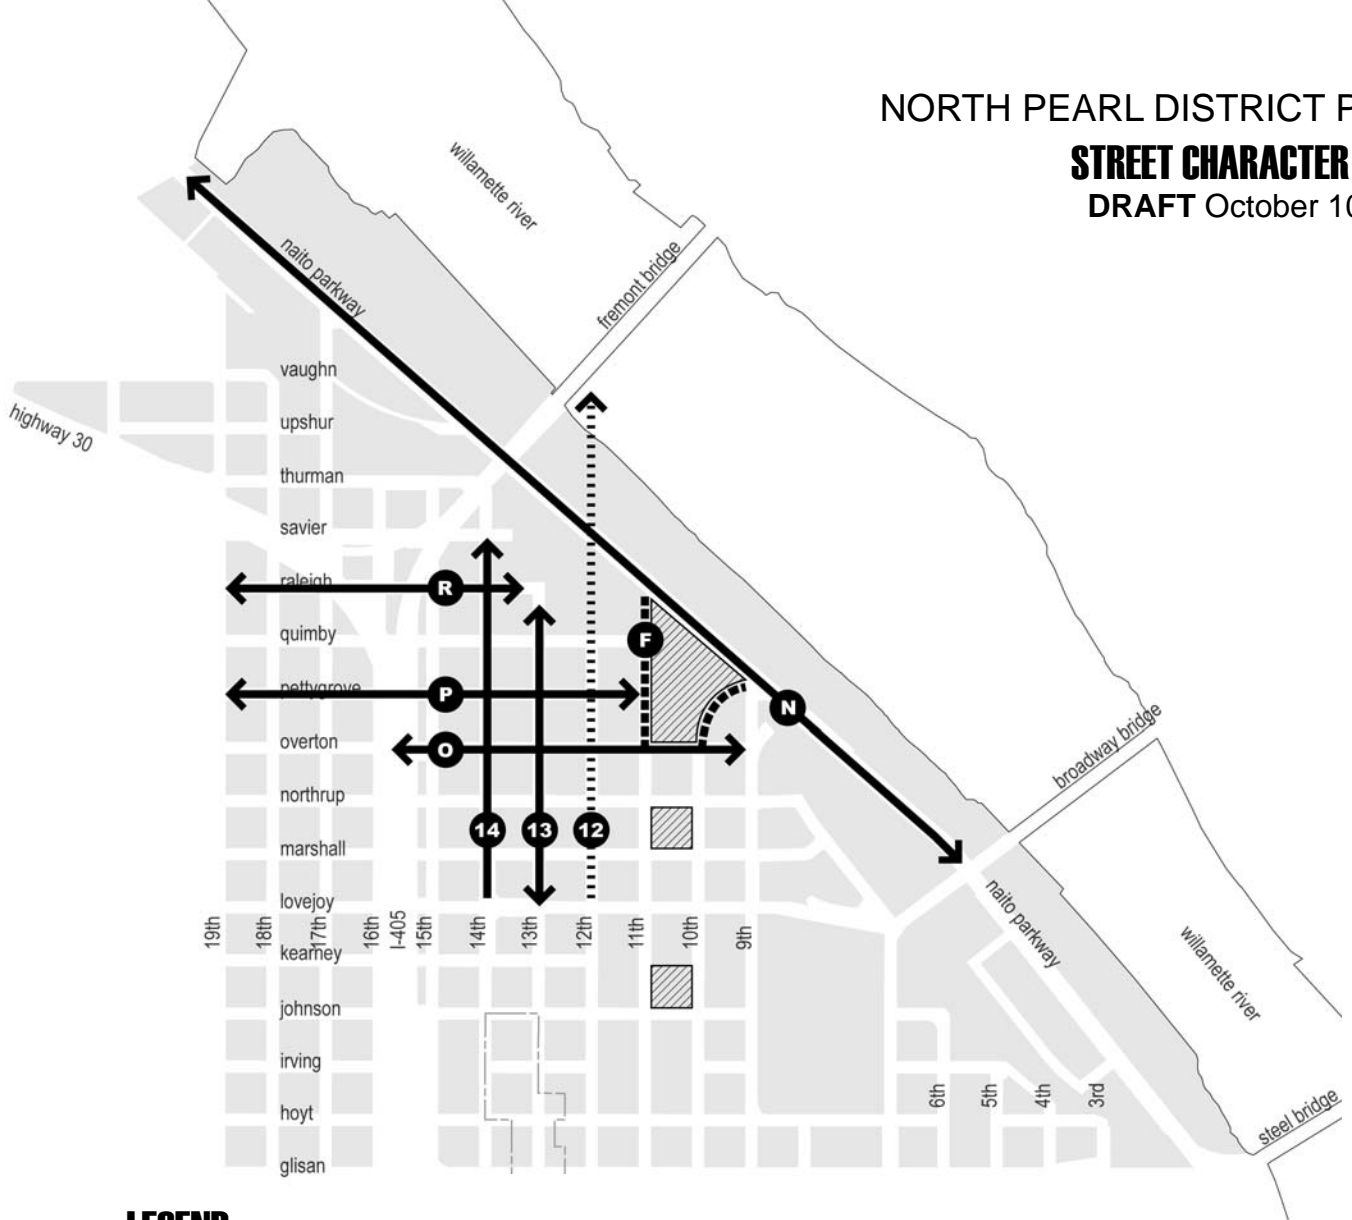 NORTH PEARL DISTRICT P
STREET CHARACTER
DRAFT October 10
willamette river
fremont bridge
naito parkway
vaughn
highway 30
upshur
thurman
savier
raleigh
R
quimby
F
pettygrove
P
N
overton
O
broadway bridge
northrup
14
13
12
marshall
lovejoy
naito parkway
19th
18th
17th
16th
I-405
15th
14th
13th
12th
11th
10th
9th
willamette river
kearney
johnson
irving
6th
5th
4th
3rd
hoyt
steel bridge
glisan
LEGEND